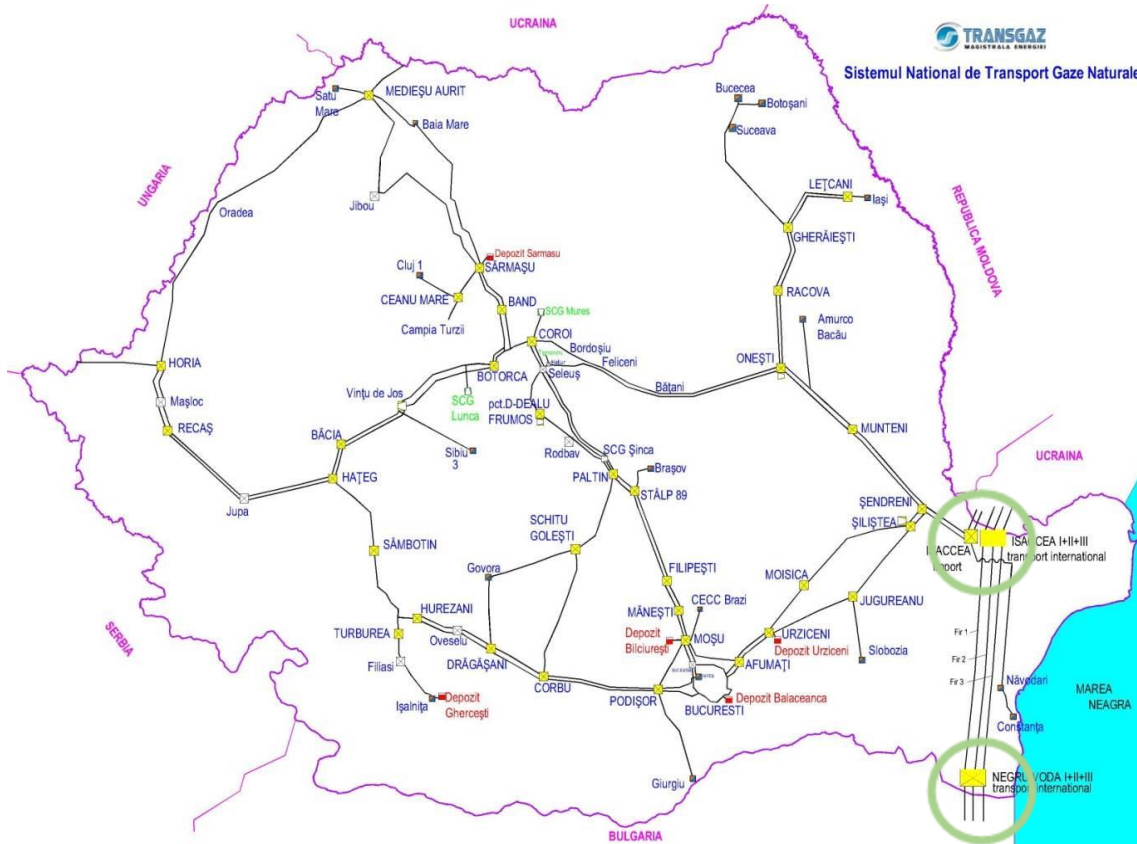 UCRAINA
TRANSGAZ
MAGISTRALA ENERGIEI
Sistemul National de Transport Gaze Naturale
MEDIEŞU AURIT
Satu
Mare
Baia Mare
Bucecea
Botoşani
Suceava
UNGARIA
LEŢCANI
Iaşi
Jibou
Oradea
GHERĂIEŞTI
REPUBLICA MOLDOVA
Depozit Sarmasu
SĂRMAŞU
Cluj 1
CEANU MARE
RACOVA
BAND
SCG Mures
Campia Turzii
Amurco
Bacău
COROI
Bordoşiu
Feliceni
ONEŞTI
HORIA
Seleuş
BOTORCA
Băţani
Vinţu de Jos
SCG
Lunca
Maşloc
pct.D-DEALU
FRUMOS
RECAŞ
MUNTENI
BĂCIA
Sibiu
3
Rodbav
SCG Şinca
UCRAINA
HAŢEG
PALTIN
Braşov
STÂLP 89
Jupa
ŞENDRENI
SCHITU
GOLEŞTI
ŞILIŞTEA
ISACCEA I+II+III
transport international
SÂMBOTIN
Govora
FILIPEŞTI
MOISICA
CECC Brazi
JUGUREANU
HUREZANI
MĂNEŞTI
SERBIA
TURBUREA
Oveselu
Depozit
Bilciureşti
MOŞU
URZICENI
Depozit Urziceni
Fir 1
Filiasi
DRĂGĂŞANI
AFUMAŢI
Slobozia
Fir 2
CORBU
Fir 3
Năvodari
MAREA
NEAGRA
Işalniţa
Depozit
Gherceşti
PODIŞOR
BUCURESTI
Depozit Balaceanca
Constanţa
Giurgiu
NEGRU VODA I+II+III
transport international
BULGARIA